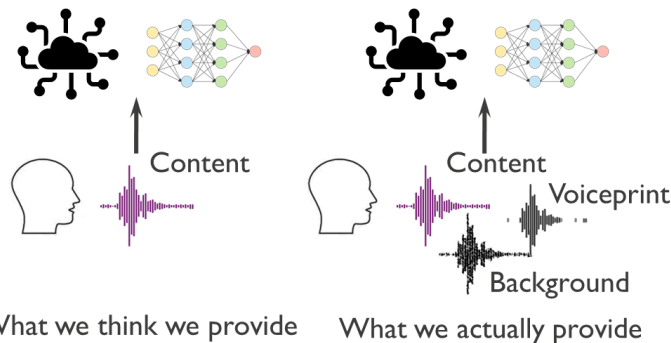 Content
What we think we provide
Content
Voiceprint
Background
What we actually provide